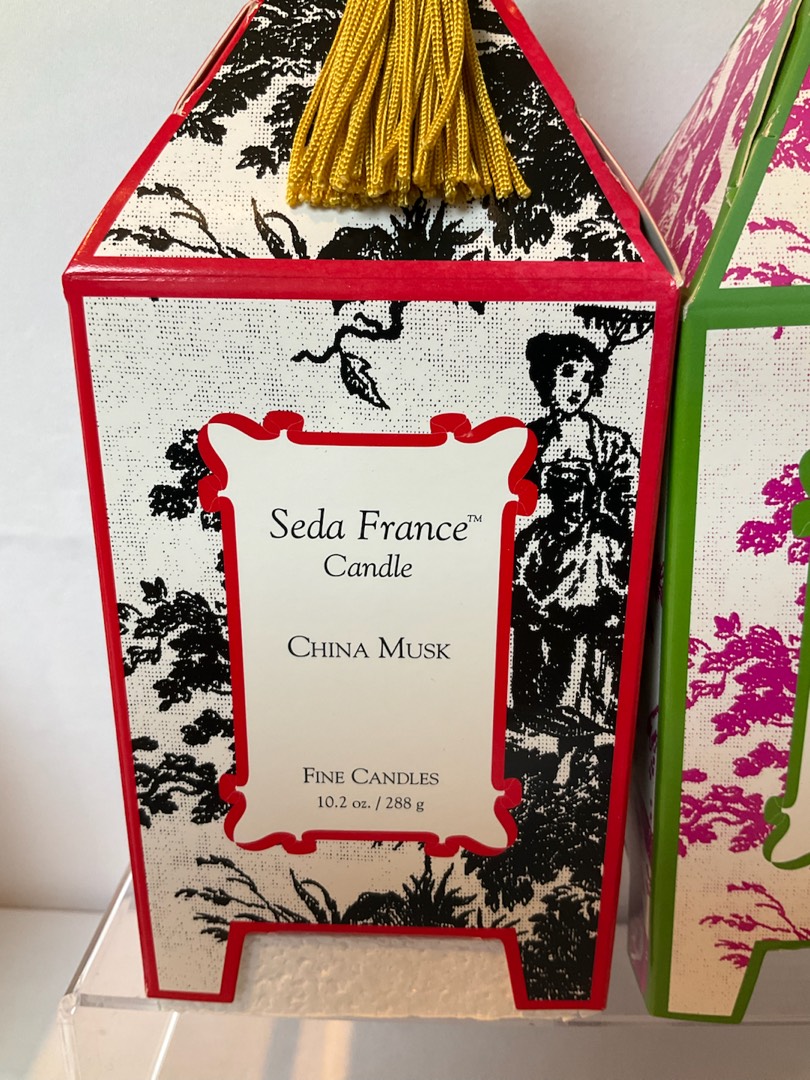 Seda France™
Candle
China Musk
Fine Candles
10.2 oz. / 288 g